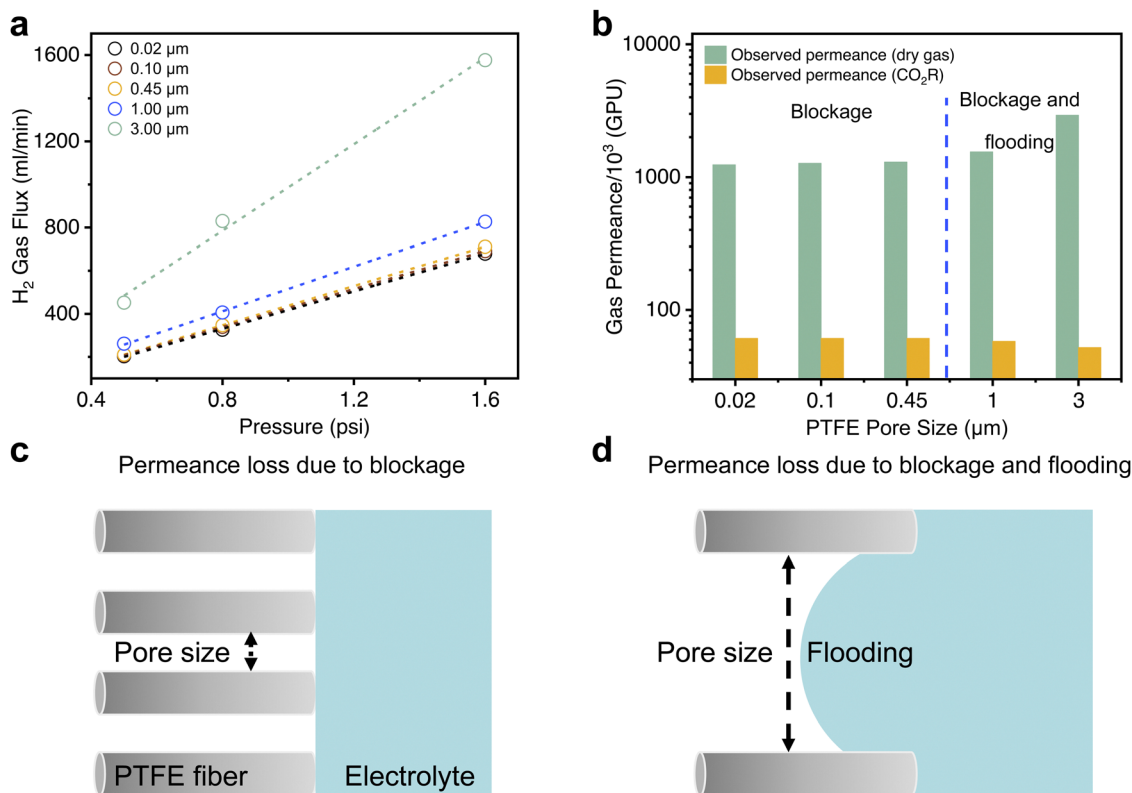 a
0.02 µm
0.10 µm
0.45 µm
1.00 µm
3.00 µm
1600
1200
800
400
H₂ Gas Flux (ml/min)
0.4
0.8
1.2
1.6
Pressure (psi)
b
Observed permeance (dry gas)
Observed permeance (CO₂R)
Blockage
Blockage and
flooding
10000
1000
100
Gas Permeance/10³ (GPU)
0.02
0.1
0.45
1
3
PTFE Pore Size (µm)
c
Permeance loss due to blockage
Pore size
PTFE fiber
Electrolyte
d
Permeance loss due to blockage and flooding
Pore size
Flooding